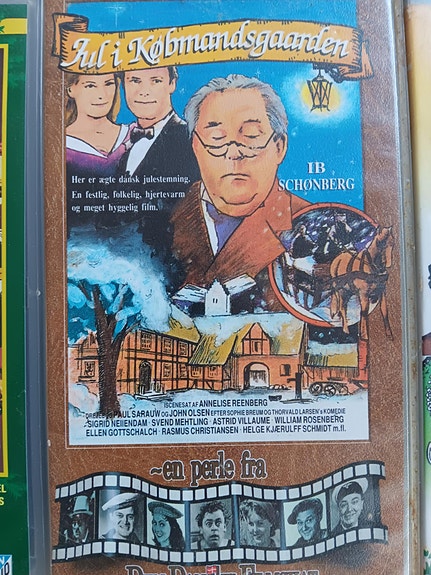 Jul i Købmandsgaarden
Her er ægte dansk julestemning.
En festlig, folkelig, hjertevarm
og meget hyggelig film.
IB
SCHØNBERG
ISCENESAT AF ANNELISE REENBERG
PAUL SARAUW OG JOHN OLSEN EFTER SOPHIE BREUM OG THORVALD LARSEN's KOMEDIE
SIGRID NEIIENDAM • SVEND MEHTLING • ASTRID VILLAUME • WILLIAM ROSENBERG
ELLEN GOTTSCHALCH • RASMUS CHRISTIANSEN • HELGE KJÆRULFF SCHMIDT m.fl.
~en perle fra